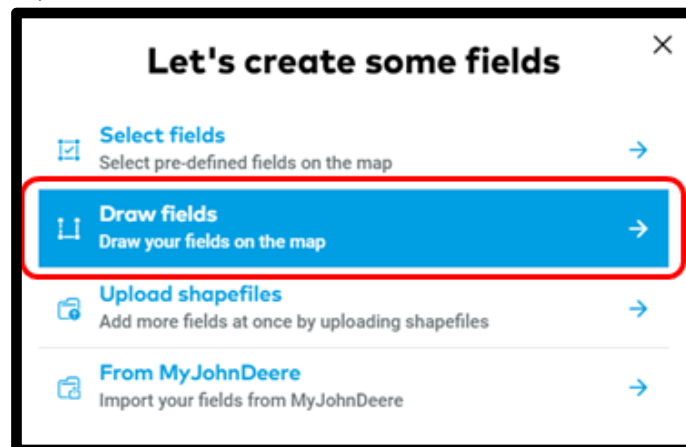 Let's create some fields
Select fields
Select pre-defined fields on the map
Draw fields
Draw your fields on the map
Upload shapefiles
Add more fields at once by uploading shapefiles
From MyJohnDeere
Import your fields from MyJohnDeere